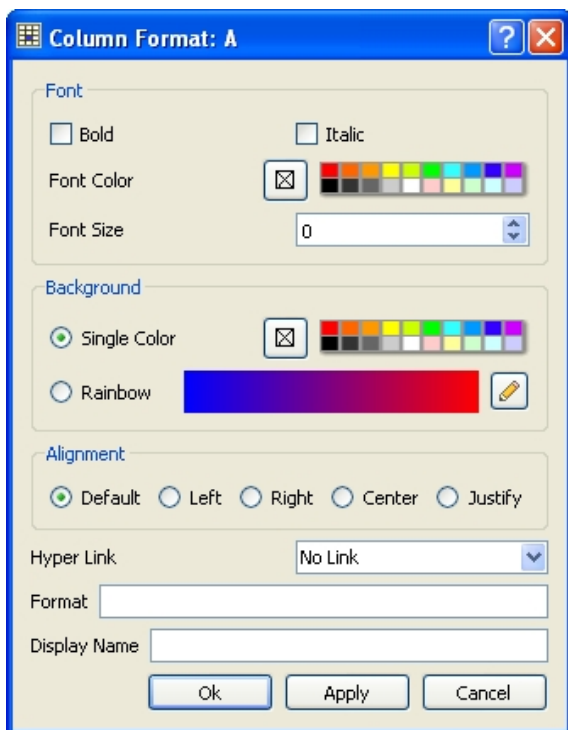 Column Format: A
Font
Bold Italic
Font Color
Font Size 0
Background
Single Color
Rainbow
Alignment
Default Left Right Center Justify
Hyper Link No Link
Format
Display Name
Ok Apply Cancel